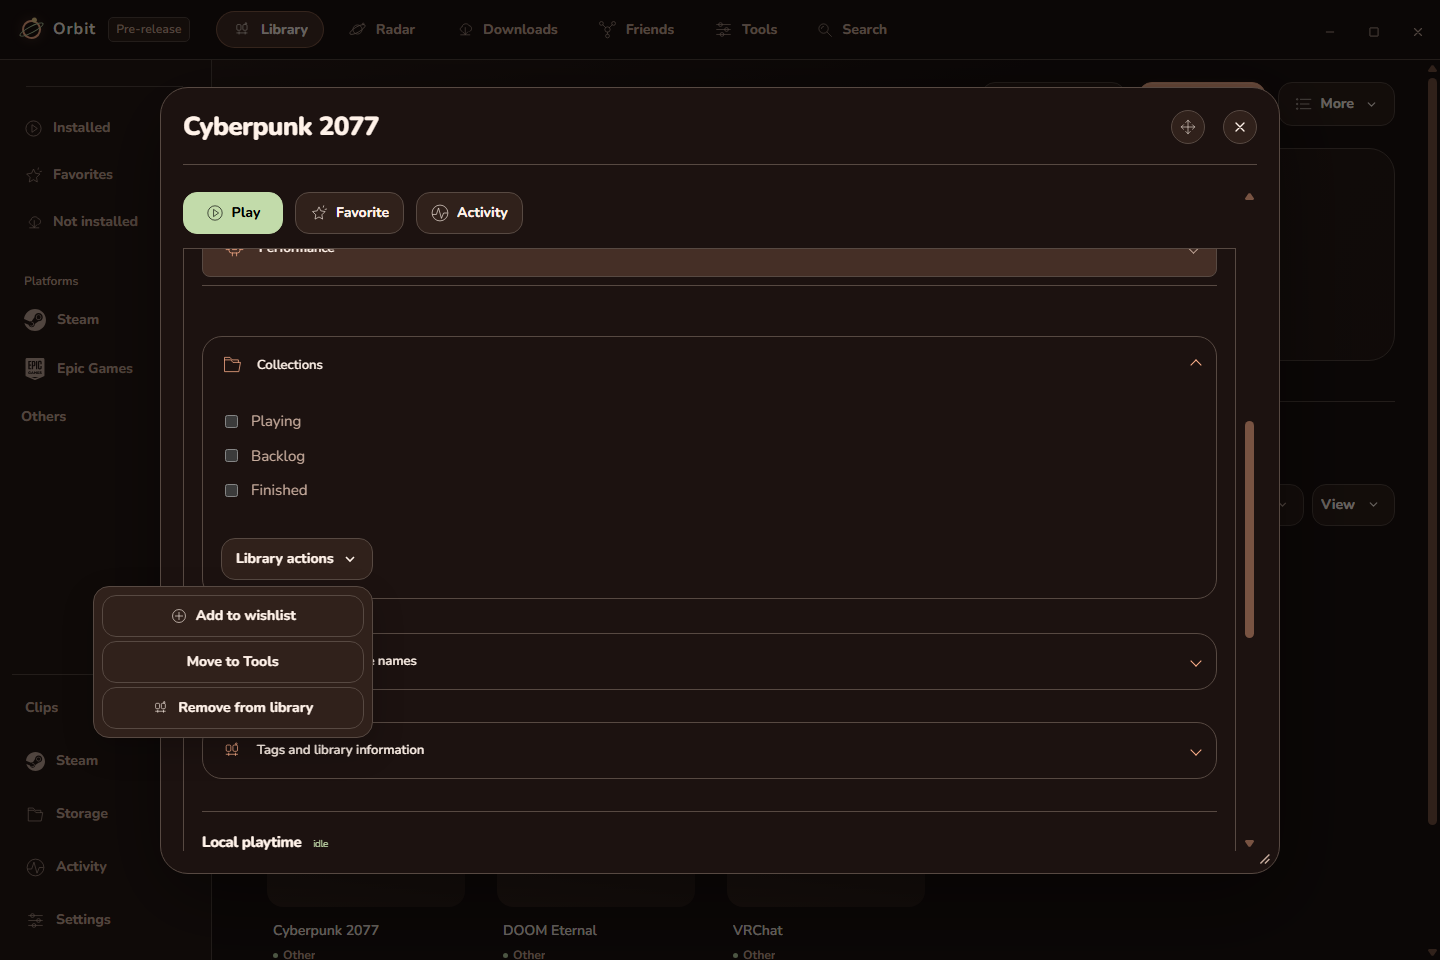 Orbit
Pre-release
Library
Radar
Downloads
Friends
Tools
Search
Installed
Favorites
Not installed
Platforms
Steam
EPIC
Epic Games
Others
Clips
Steam
Storage
Activity
Settings
More
View
Cyberpunk 2077
Play
Favorite
Activity
Performance
Collections
Playing
Backlog
Finished
Library actions
Add to wishlist
Move to Tools
Remove from library
names
Tags and library information
Local playtime
idle
Cyberpunk 2077
Other
DOOM Eternal
Other
VRChat
Other